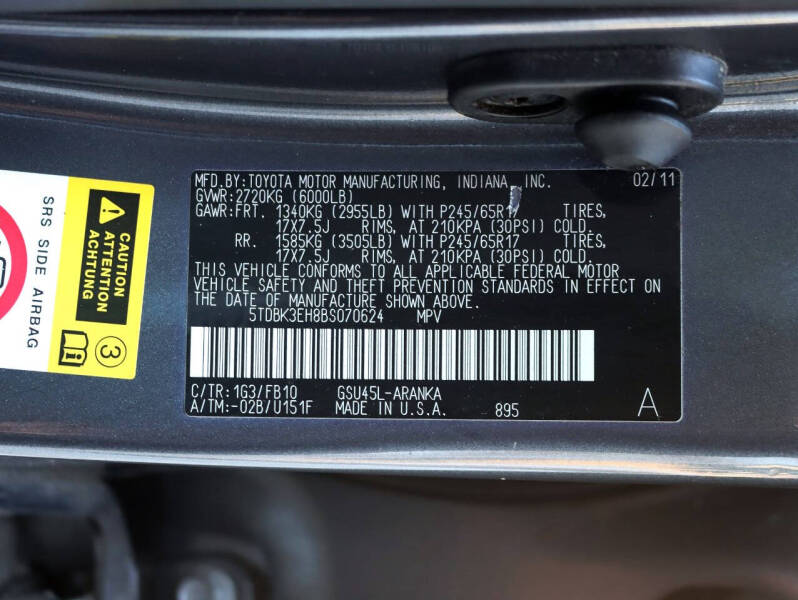 MFD.BY:TOYOTA MOTOR MANUFACTURING, INDIANA, INC. 02/11
GVWR:2720KG (6000LB)
GAWR:FRT. 1340KG (2955LB) WITH P245/65R17 TIRES,
17X7.5J RIMS, AT 210KPA (30PSI) COLD.
RR. 1585KG (3505LB) WITH P245/65R17 TIRES,
17X7.5J RIMS, AT 210KPA (30PSI) COLD.
THIS VEHICLE CONFORMS TO ALL APPLICABLE FEDERAL MOTOR
VEHICLE SAFETY AND THEFT PREVENTION STANDARDS IN EFFECT ON
THE DATE OF MANUFACTURE SHOWN ABOVE.
5TDBK3EH8BS070624 MPV
C/TR:1G3/FB10 GSU45L-ARANKA
A/TM:-02B/U151F MADE IN U.S.A. 895 A
SRS SIDE AIRBAG
CAUTION
ATTENTION
ACHTUNG
3